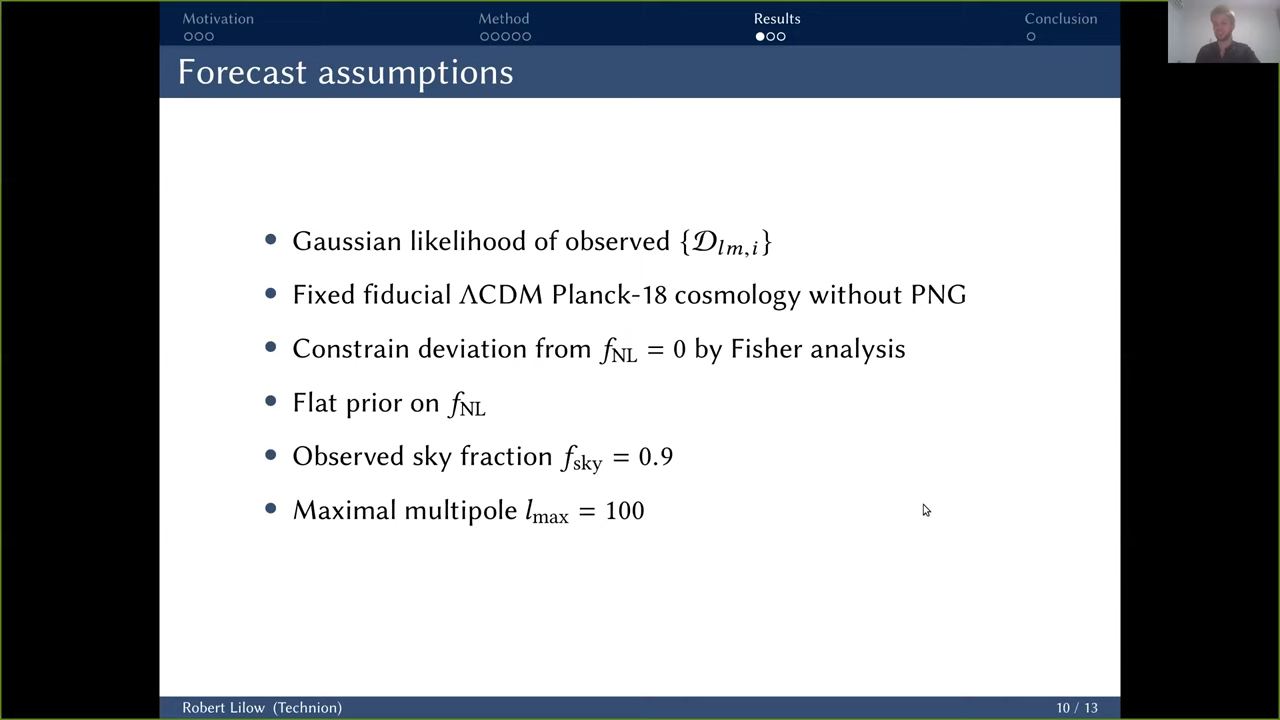 Motivation Method Results Conclusion
Forecast assumptions
• Gaussian likelihood of observed {𝒟lm,i}
• Fixed fiducial ΛCDM Planck-18 cosmology without PNG
• Constrain deviation from fNL = 0 by Fisher analysis
• Flat prior on fNL
• Observed sky fraction fsky = 0.9
• Maximal multipole lmax = 100
Robert Lilow (Technion) 10 / 13